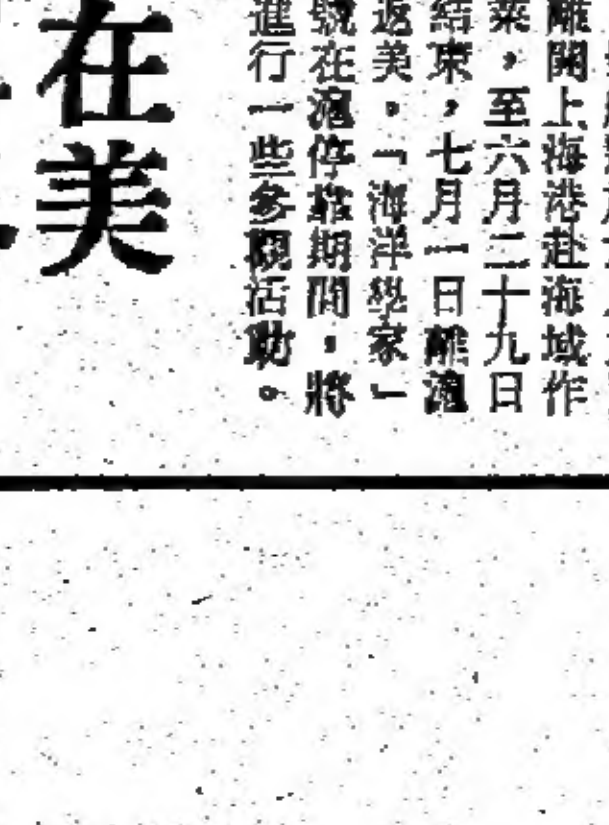 離開上海港赴海域作
業，至六月二十九日
結束，七月一日離滬
返美。「海洋學家」
號在滬停靠期間，將
進行一些參觀活動。
在美